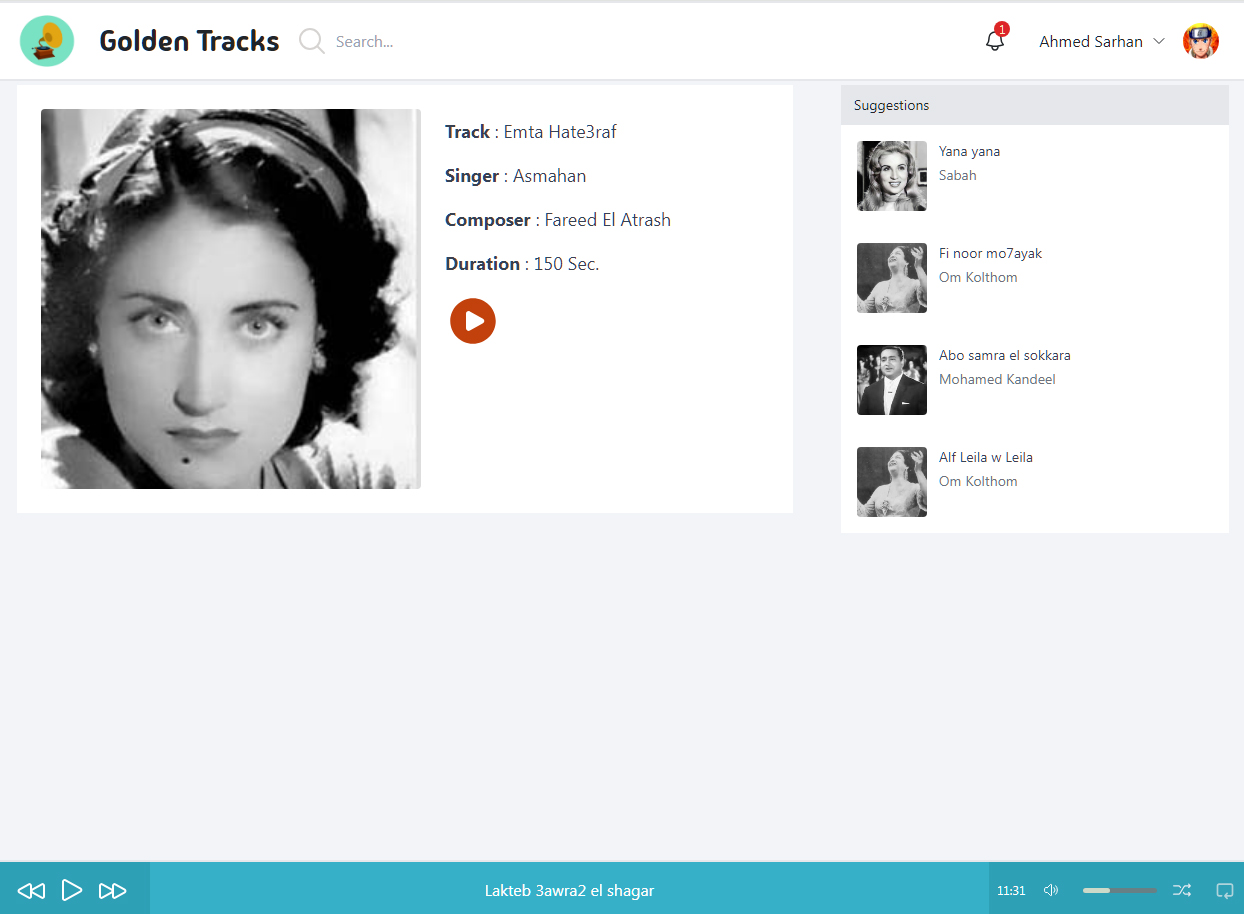 Golden Tracks
Search...
1
Ahmed Sarhan
Track : Emta Hate3raf
Singer : Asmahan
Composer : Fareed El Atrash
Duration : 150 Sec.
Suggestions
Yana yana
Sabah
Fi noor mo7ayak
Om Kolthom
Abo samra el sokkara
Mohamed Kandeel
Alf Leila w Leila
Om Kolthom
Lakteb 3awra2 el shagar
11:31